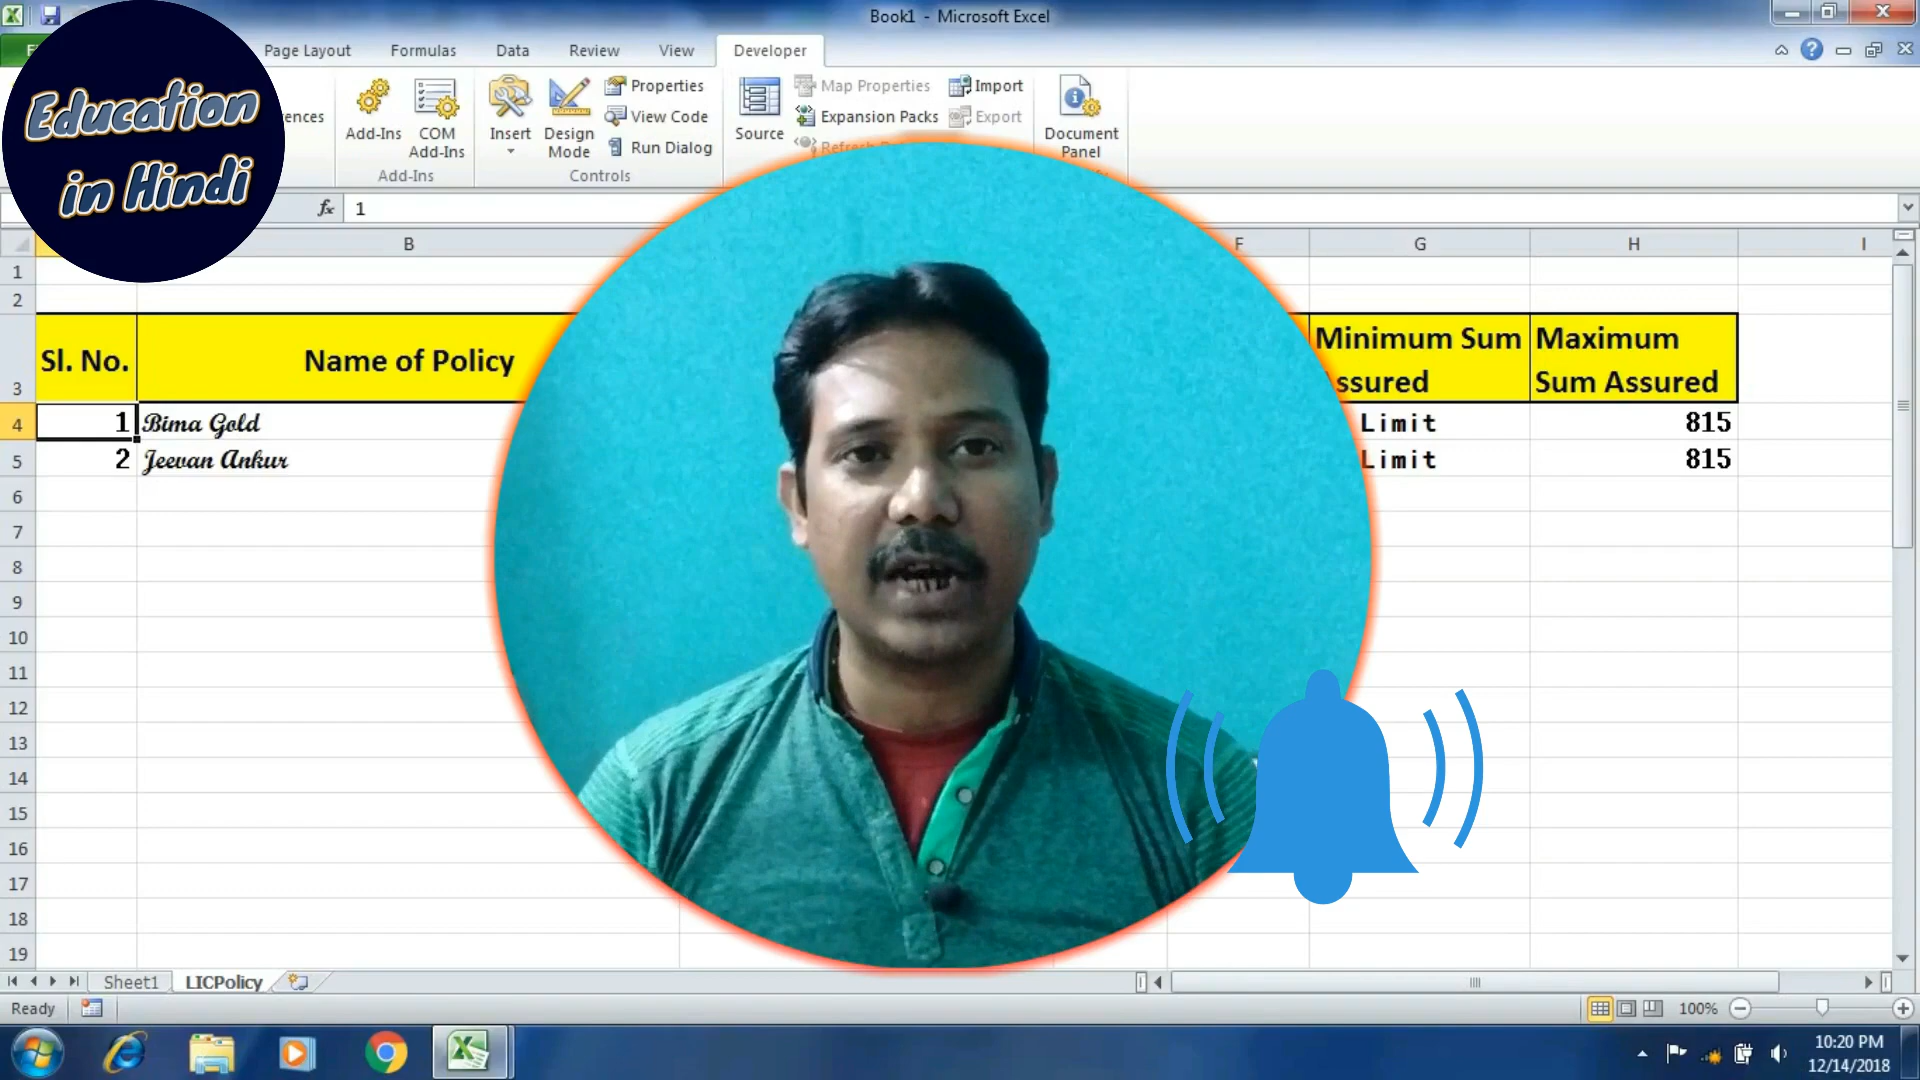 Book1 - Microsoft Excel
Page Layout Formulas Data Review View Developer
Education
in Hindi
Add-Ins COM Add-Ins
Add-Ins
Insert Design Mode
Properties
View Code
Run Dialog
Controls
Source
Map Properties
Expansion Packs
Import
Export
Document Panel
fx 1
B F G H I
1
2
3 Sl. No. Name of Policy Minimum Sum Maximum Sum Assured
4 1 Bima Gold Limit 815
5 2 Jeevan Ankur Limit 815
6
7
8
9
10
11
12
13
14
15
16
17
18
19
Sheet1 LICPolicy
Ready 100%
10:20 PM
12/14/2018